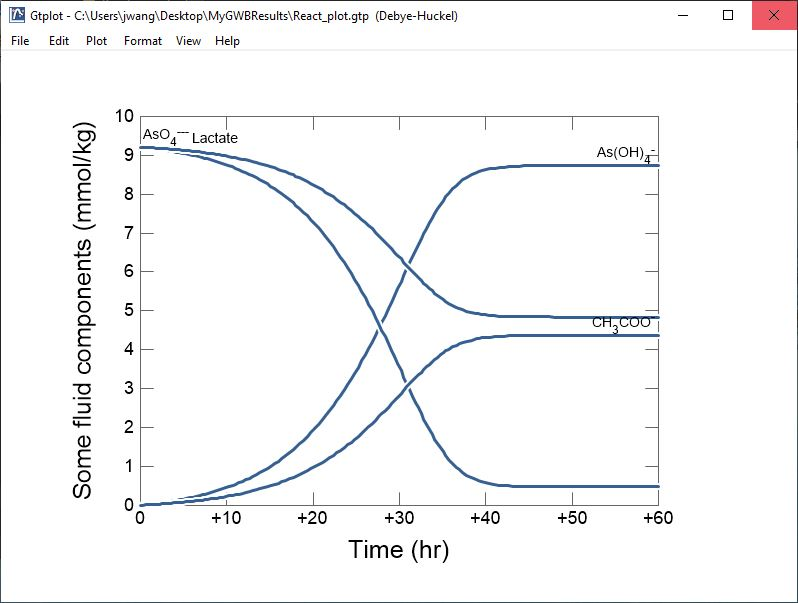 Gtplot - C:\Users\jwang\Desktop\MyGWBResults\React_plot.gtp (Debye-Huckel)
File Edit Plot Format View Help
Some fluid components (mmol/kg)
10
9
8
7
6
5
4
3
2
1
0
AsO4--- Lactate
As(OH)4-
CH3COO-
0 +10 +20 +30 +40 +50 +60
Time (hr)